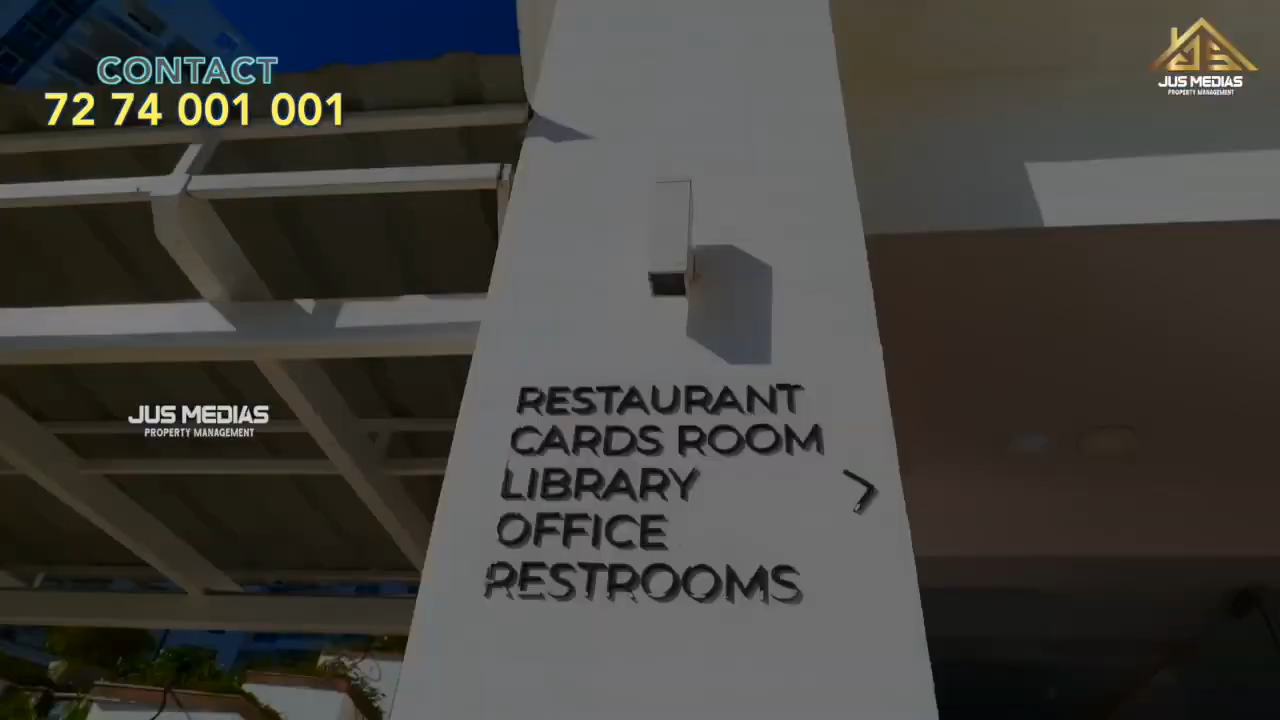 CONTACT
72 74 001 001
JUS MEDIAS
PROPERTY MANAGEMENT
RESTAURANT
CARDS ROOM
LIBRARY
OFFICE
RESTROOMS
JUS MEDIAS
PROPERTY MANAGEMENT